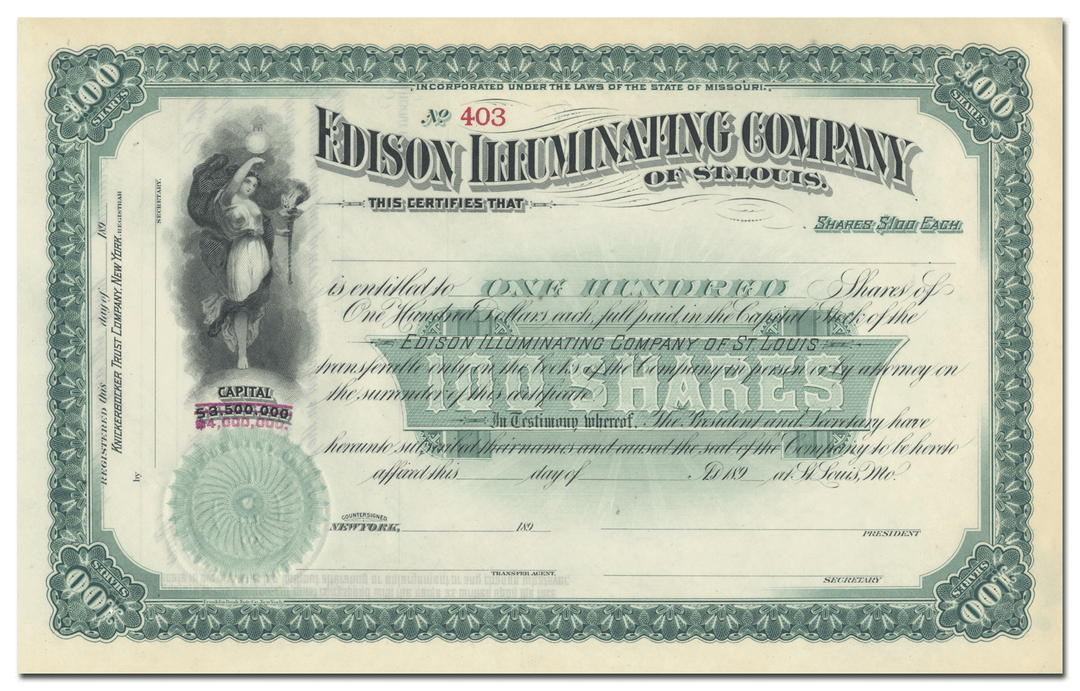 100 SHARES
100 SHARES
INCORPORATED UNDER THE LAWS OF THE STATE OF MISSOURI.
No 403
EDISON ILLUMINATING COMPANY
OF ST. LOUIS.
THIS CERTIFIES THAT
SHARES $100 EACH.
is entitled to ONE HUNDRED Shares of
One Hundred Dollars each, full paid, in the Capital Stock of the
EDISON ILLUMINATING COMPANY OF ST LOUIS
transferable only on the books of the Company in person or by attorney on
the surrender of this certificate.
100 SHARES
In Testimony whereof, The President and Secretary have
hereunto subscribed their names and caused the seal of the Company to be hereto
affixed this day of A.D. 189 at St. Louis, Mo.
COUNTERSIGNED
NEW YORK, 189
PRESIDENT
TRANSFER AGENT.
SECRETARY
CAPITAL
$3,500,000
$4,000,000.
REGISTERED this day of 189
KNICKERBOCKER TRUST COMPANY, NEW YORK. REGISTRAR
by
SECRETARY.
100 SHARES
100 SHARES